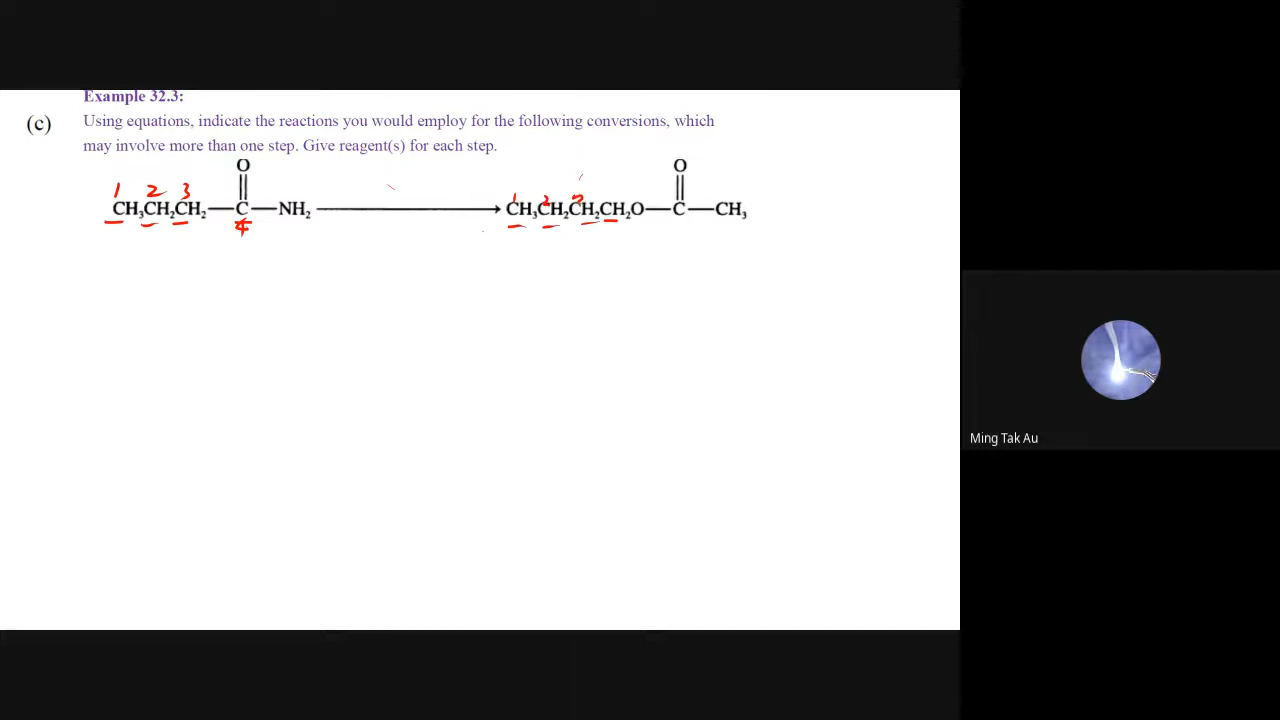 Example 32.3:
(c) Using equations, indicate the reactions you would employ for the following conversions, which
may involve more than one step. Give reagent(s) for each step.
O O
1 2 3 1 2 3
CH₃CH₂CH₂—C—NH₂ ⟶ CH₃CH₂CH₂CH₂O—C—CH₃
4
Ming Tak Au